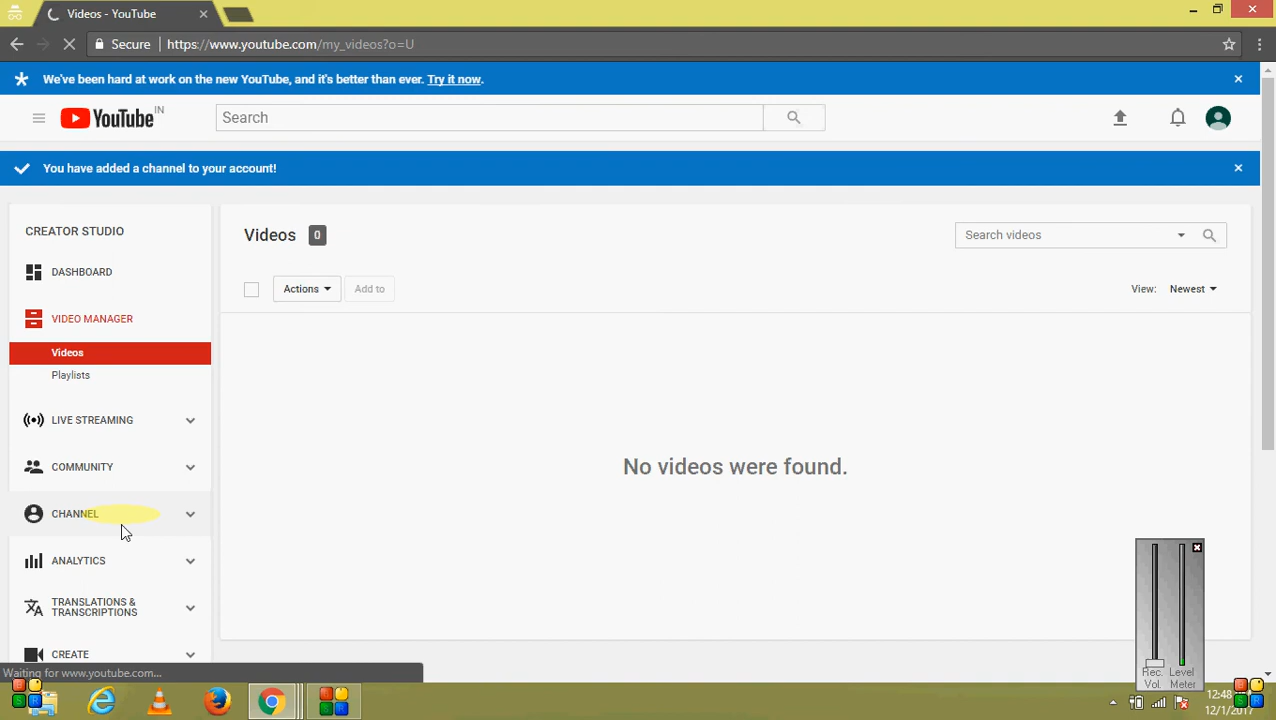 Videos - YouTube
Secure https://www.youtube.com/my_videos?o=U
We've been hard at work on the new YouTube, and it's better than ever. Try it now.
YouTube IN
Search
You have added a channel to your account!
CREATOR STUDIO
DASHBOARD
VIDEO MANAGER
Videos
Playlists
LIVE STREAMING
COMMUNITY
CHANNEL
ANALYTICS
TRANSLATIONS &
TRANSCRIPTIONS
CREATE
Videos 0
Search videos
Actions Add to
View: Newest
No videos were found.
Rec. Level
Vol. Meter
Waiting for www.youtube.com...
12:48
12/1/2017